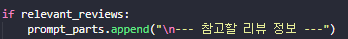 if relevant_reviews:
    prompt_parts.append("\n--- 참고할 리뷰 정보 ---")